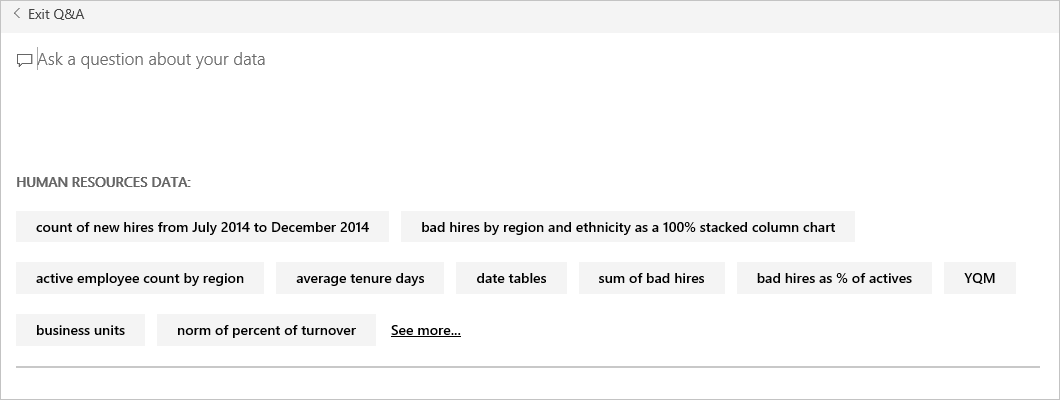 Exit Q&A
Ask a question about your data
HUMAN RESOURCES DATA:
count of new hires from July 2014 to December 2014 bad hires by region and ethnicity as a 100% stacked column chart
active employee count by region average tenure days date tables sum of bad hires bad hires as % of actives YQM
business units norm of percent of turnover See more...